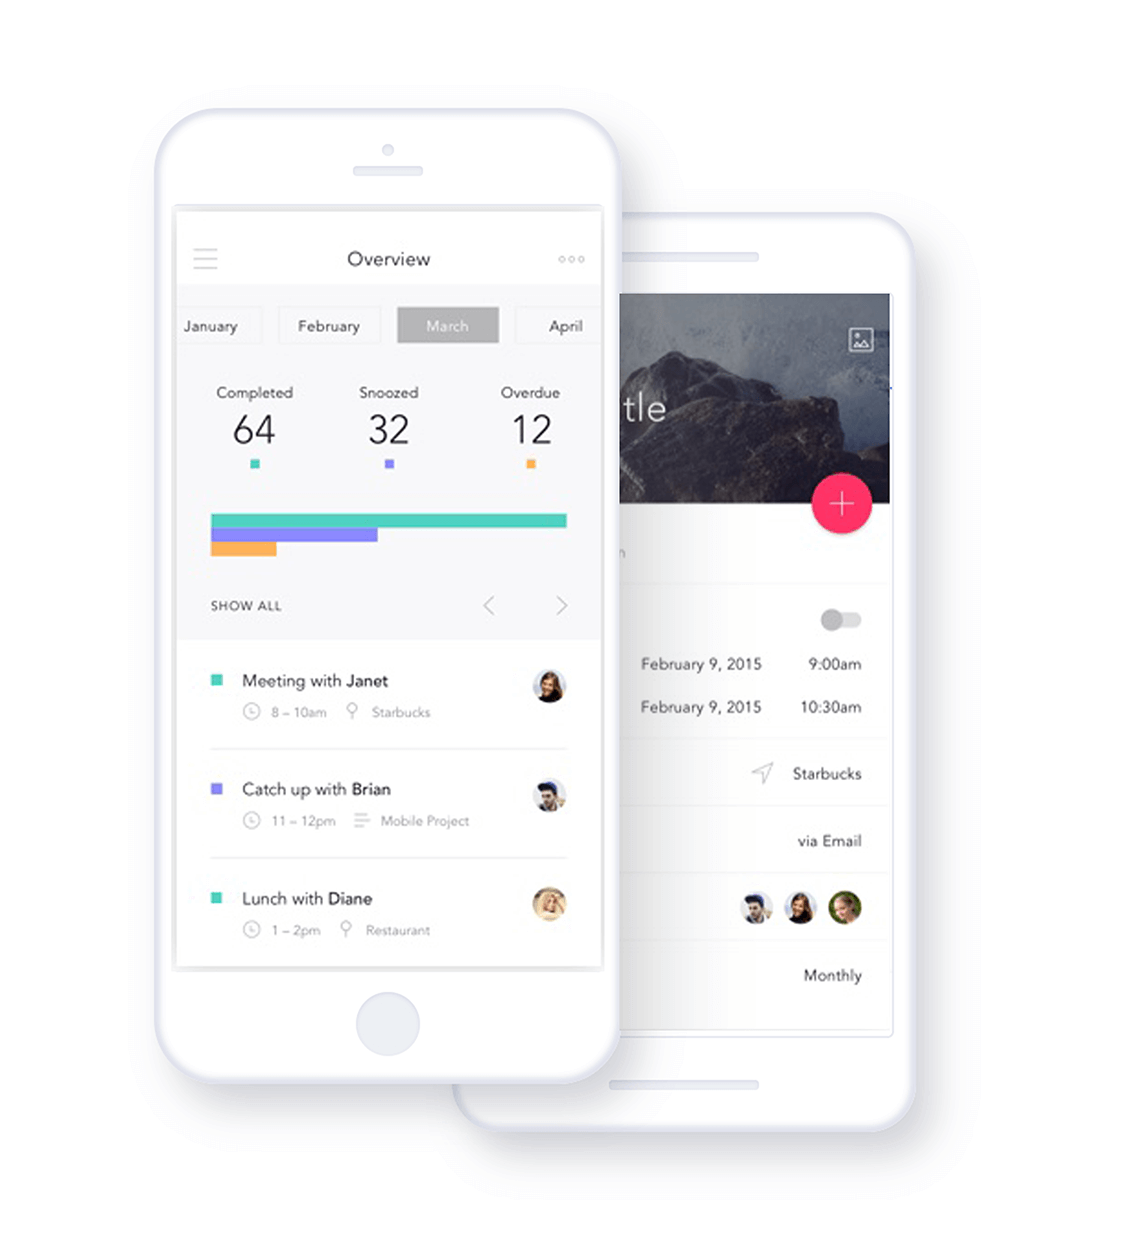 Overview
January February March April
Completed Snoozed Overdue
64 32 12
SHOW ALL
Meeting with Janet
8 – 10am Starbucks
Catch up with Brian
11 – 12pm Mobile Project
Lunch with Diane
1 – 2pm Restaurant
tle
n
February 9, 2015 9:00am
February 9, 2015 10:30am
Starbucks
via Email
Monthly